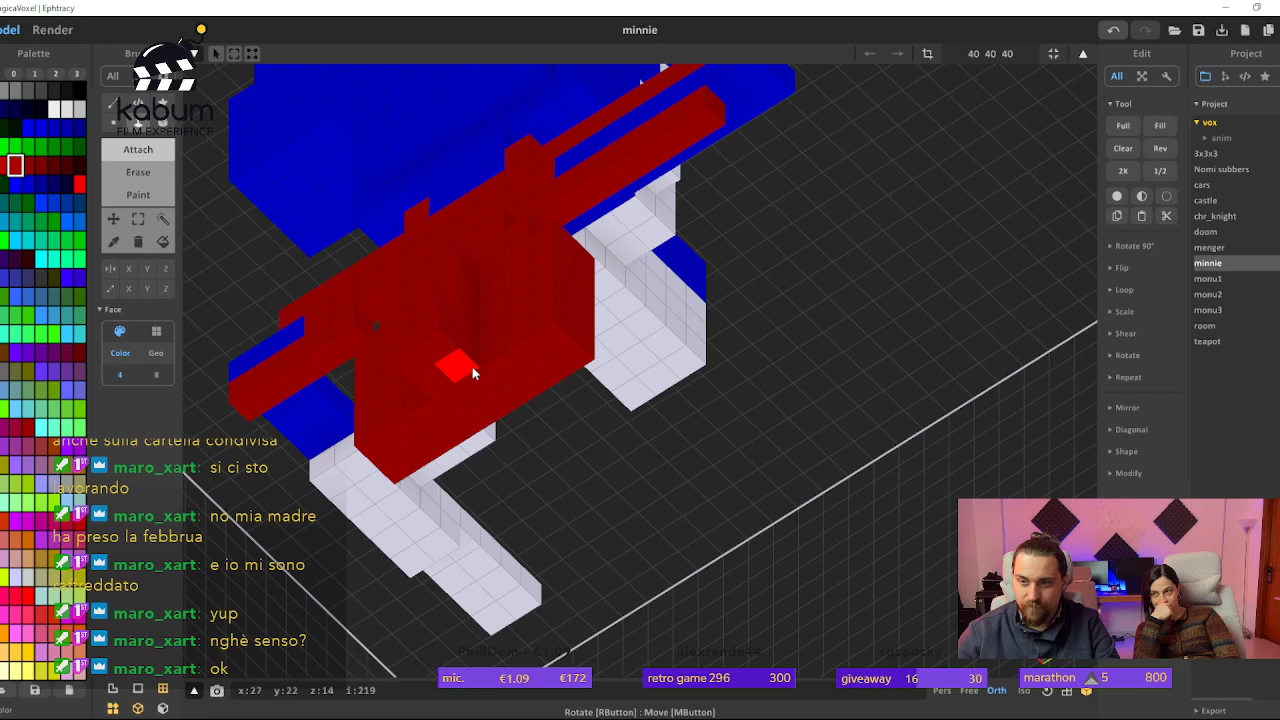 agicaVoxel | Ephtracy
odel
Render
minnie
Palette
Bru
40 40 40
Edit
Project
0 1 2 3
All
kabum
FILM EXPERIENCE
Attach
Erase
Paint
X Y Z
X Y Z
Face
Color
Geo
4
8
All
Tool
Full
Fill
Clear
Rev
2X
1/2
Rotate 90°
Flip
Loop
Scale
Shear
Rotate
Repeat
Mirror
Diagonal
Shape
Modify
Project
vox
anim
3x3x3
Nomi subbers
cars
castle
chr_knight
doom
menger
minnie
monu1
monu2
monu3
room
teapot
Export
anche sulla cartella condivisa
maro_xart: si ci sto
lavorando
maro_xart: no mia madre
ha preso la febbrua
maro_xart: e io mi sono
raffreddato
maro_xart: yup
maro_xart: nghè senso?
maro_xart: ok
mic. €1.09 €172
retro game 296 300
giveaway 16 30
marathon 5 800
x:27 y:22 z:14 i:219
Pers Free Orth Iso
Rotate [RButton] : Move [MButton]
olor